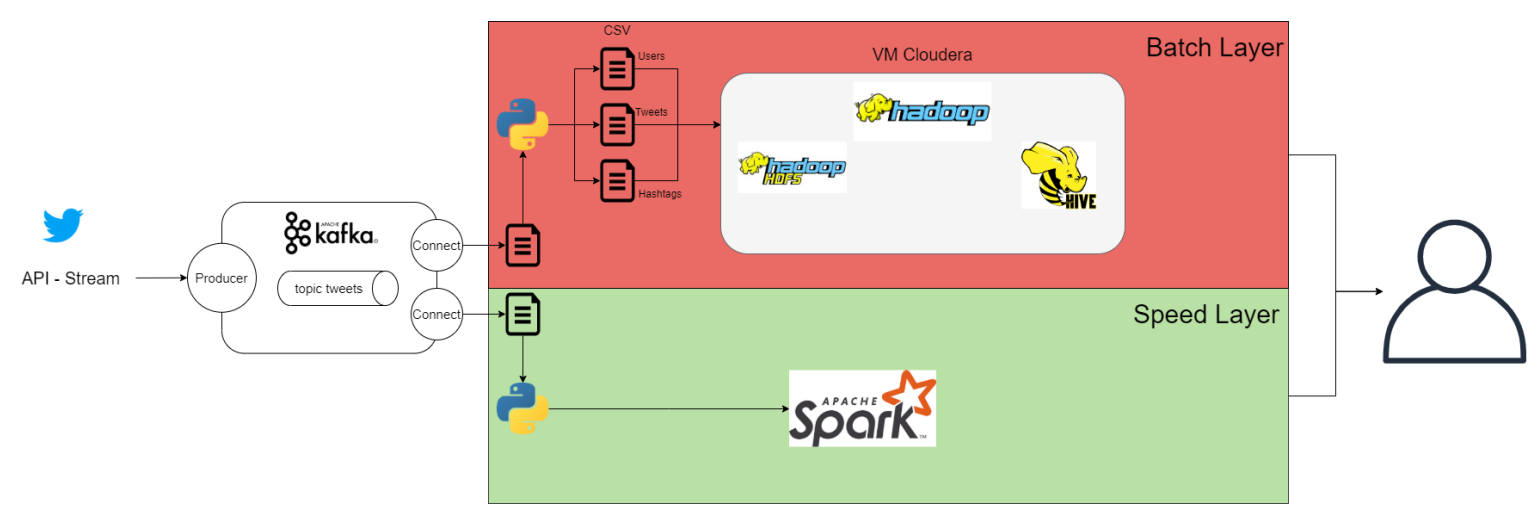 API - Stream
Producer
APACHE
kafka
topic tweets
Connect
Connect
Batch Layer
CSV
Users
Tweets
Hashtags
VM Cloudera
hadoop
hadoop
HDFS
HIVE
Speed Layer
APACHE
Spark
TM